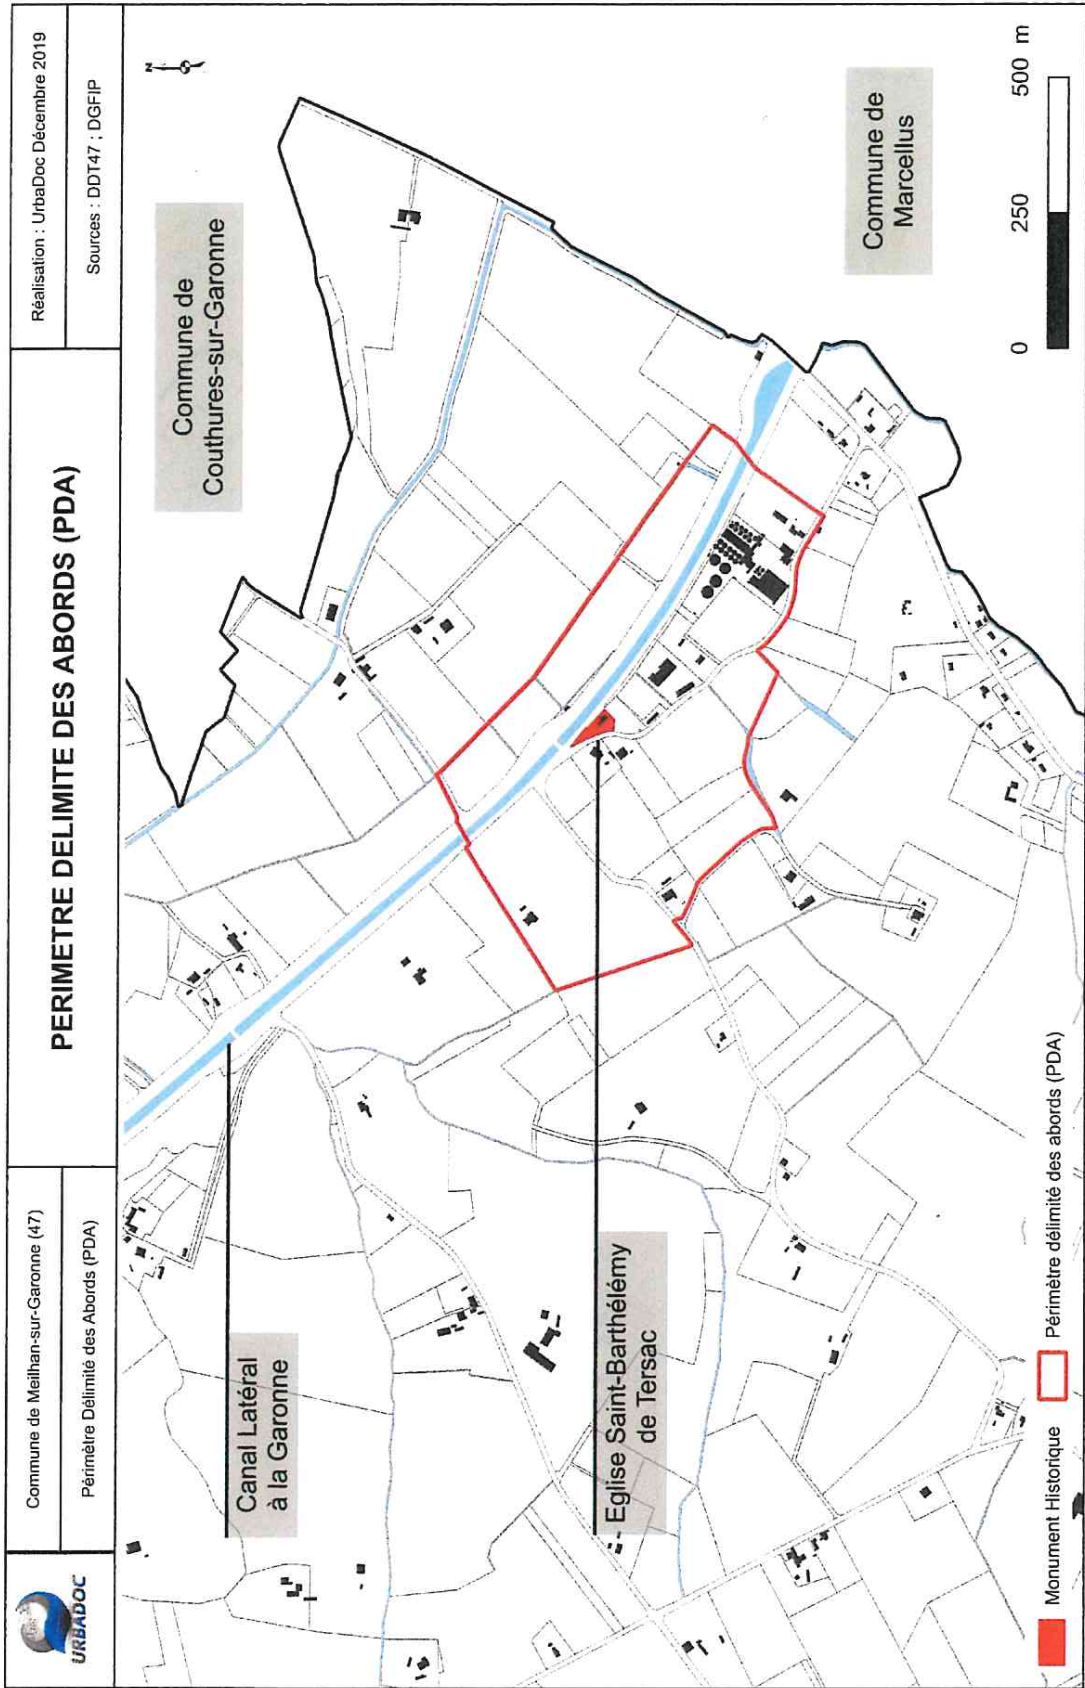 URBADOC
Commune de Meilhan-sur-Garonne (47)
Périmètre Délimité des Abords (PDA)
PERIMETRE DELIMITE DES ABORDS (PDA)
Réalisation : UrbaDoc Décembre 2019
Sources : DDT47 ; DGFIP
N
Commune de
Couthures-sur-Garonne
Canal Latéral
à la Garonne
Eglise Saint-Barthélémy
de Tersac
Commune de
Marcellus
0 250 500 m
Monument Historique
Périmètre délimité des abords (PDA)